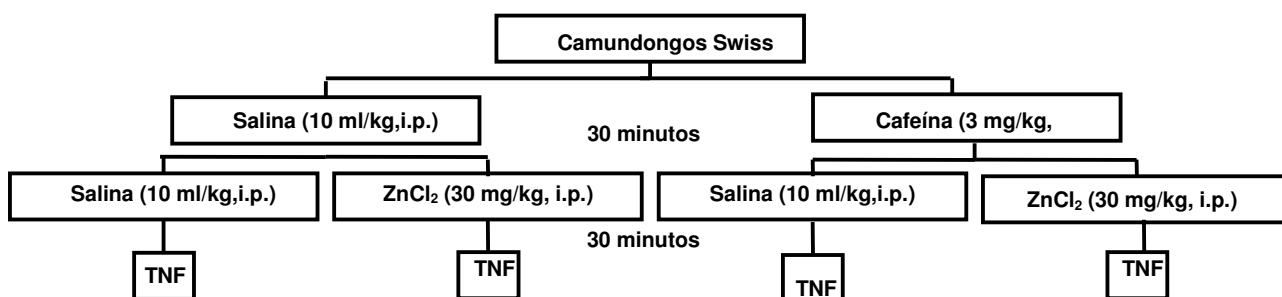 Camundongos Swiss
Salina (10 ml/kg,i.p.)
30 minutos
Cafeína (3 mg/kg,
Salina (10 ml/kg,i.p.)
ZnCl₂ (30 mg/kg, i.p.)
Salina (10 ml/kg,i.p.)
ZnCl₂ (30 mg/kg, i.p.)
30 minutos
TNF
TNF
TNF
TNF